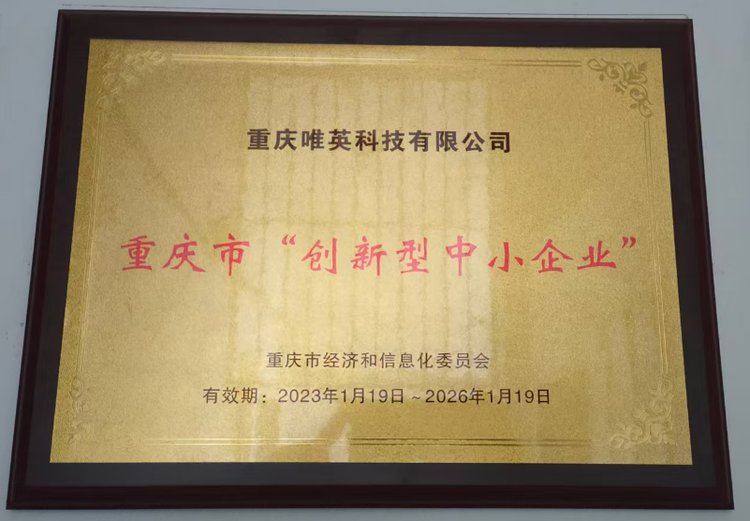 重庆唯英科技有限公司
重庆市“创新型中小企业”
重庆市经济和信息化委员会
有效期：2023年1月19日～2026年1月19日